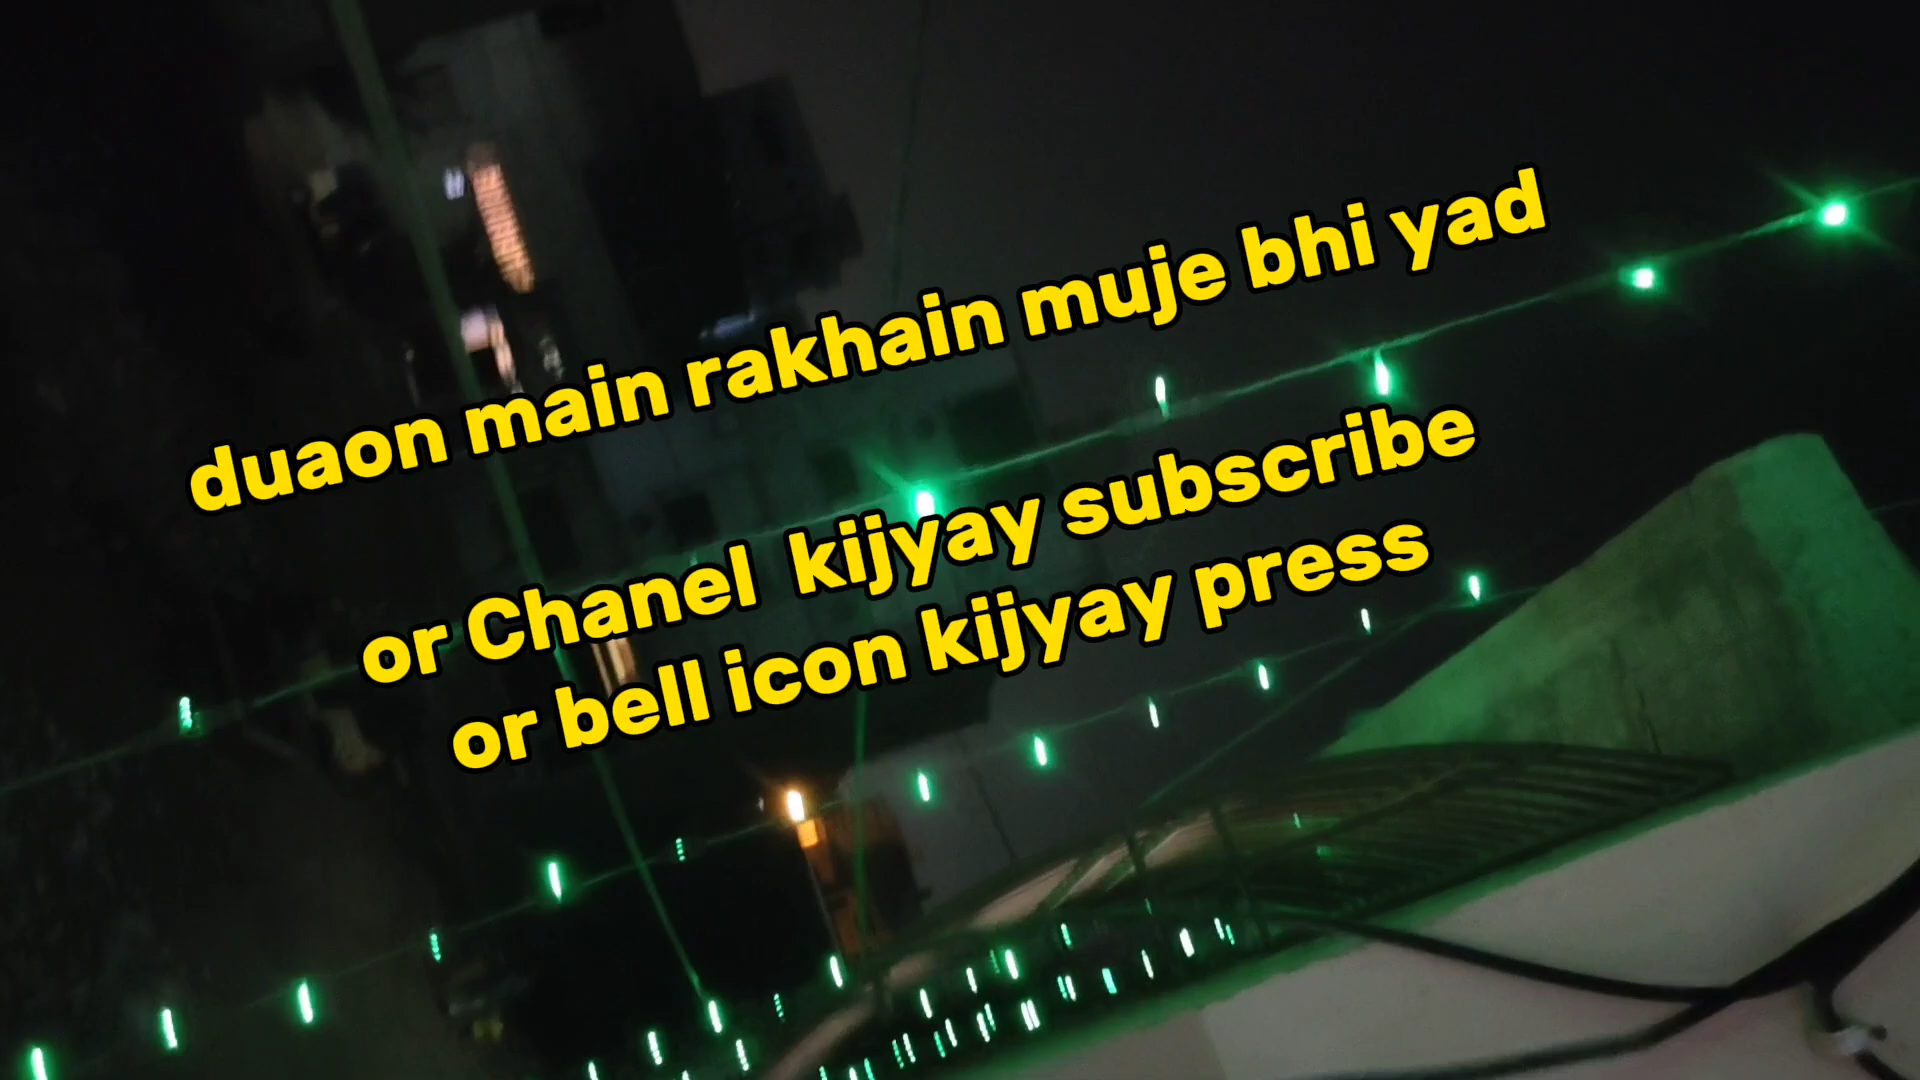 duaon main rakhain muje bhi yad
or Chanel kijyay subscribe
or bell icon kijyay press